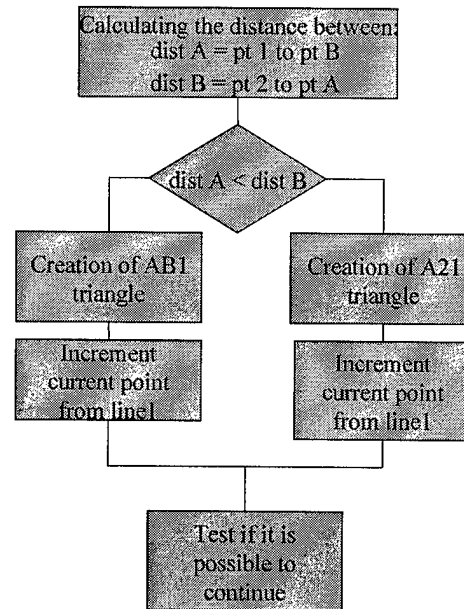 Calculating the distance between:
dist A = pt 1 to pt B
dist B = pt 2 to pt A
dist A < dist B
Creation of AB1
triangle
Creation of A21
triangle
Increment
current point
from line1
Increment
current point
from line1
Test if it is
possible to
continue